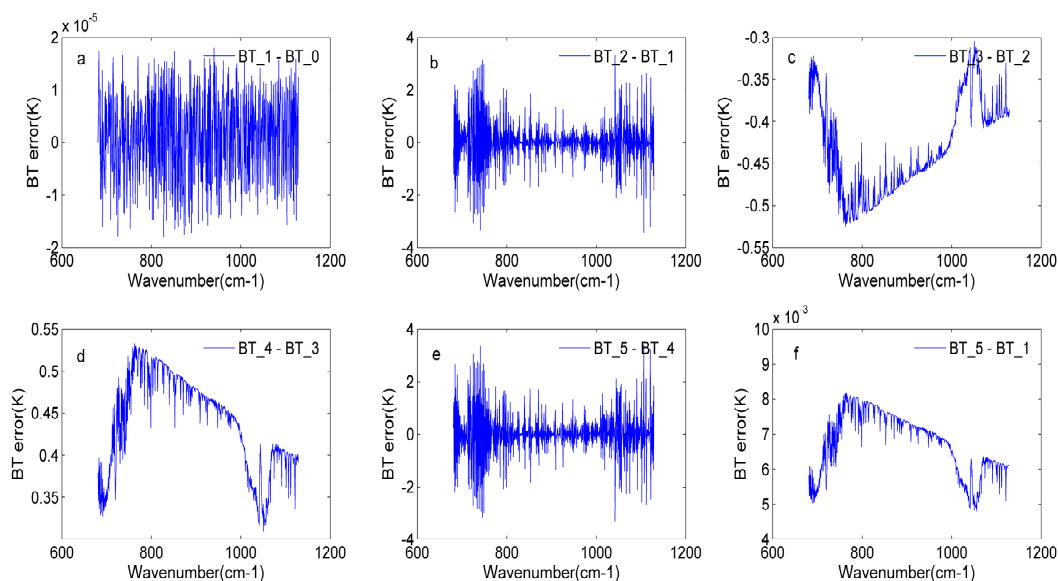 x 10-5
2
1
0
-1
-2
600
800
1000
1200
a
BT_1 - BT_0
BT error(K)
Wavenumber(cm-1)
4
2
0
-2
-4
600
800
1000
1200
b
BT_2 - BT_1
BT error(K)
Wavenumber(cm-1)
-0.3
-0.35
-0.4
-0.45
-0.5
-0.55
600
800
1000
1200
c
BT_3 - BT_2
BT error(K)
Wavenumber(cm-1)
0.55
0.5
0.45
0.4
0.35
600
800
1000
1200
d
BT_4 - BT_3
BT error(K)
Wavenumber(cm-1)
4
2
0
-2
-4
600
800
1000
1200
e
BT_5 - BT_4
BT error(K)
Wavenumber(cm-1)
x 10-3
10
9
8
7
6
5
4
600
800
1000
1200
f
BT_5 - BT_1
BT error(K)
Wavenumber(cm-1)